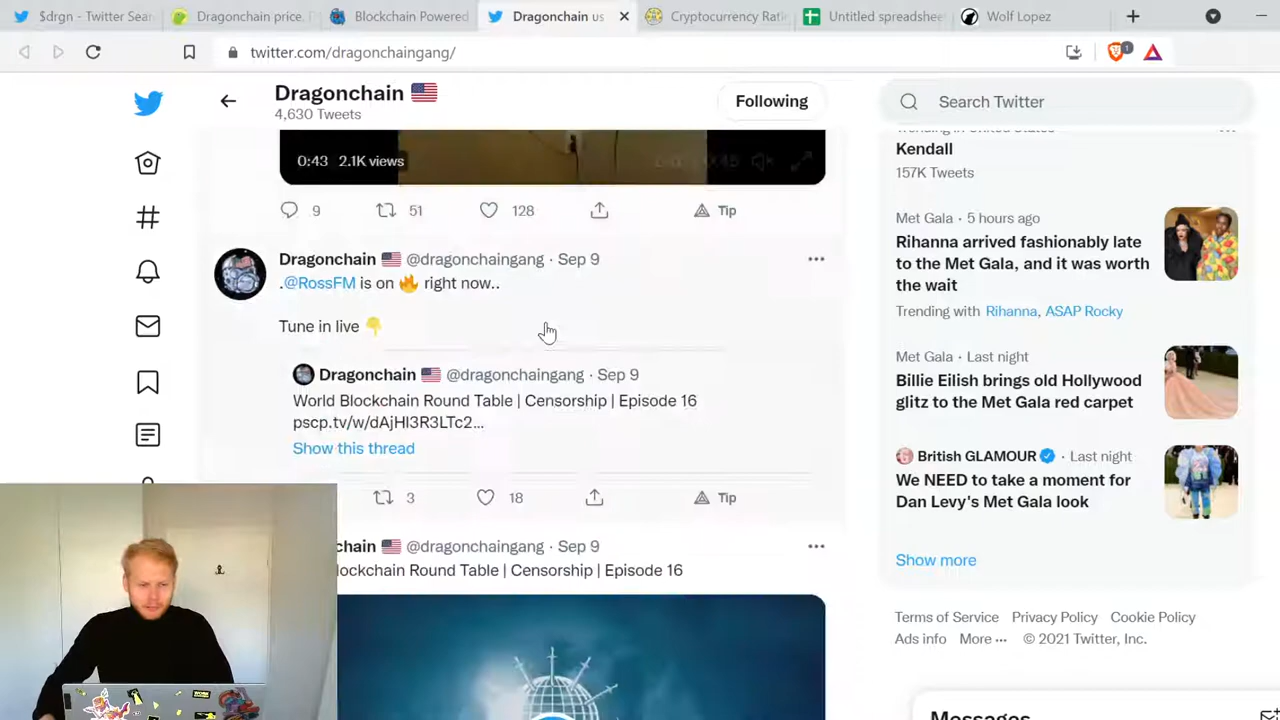 $drgn - Twitter Sear
Dragonchain price,
Blockchain Powered
Dragonchain us
Cryptocurrency Rati
Untitled spreadshee
Wolf Lopez
twitter.com/dragonchaingang/
1
Dragonchain 🇺🇸
4,630 Tweets
Following
Search Twitter
0:43 2.1K views
9 51 128 Tip
Dragonchain 🇺🇸 @dragonchaingang · Sep 9
.@RossFM is on 🔥 right now..
Tune in live 👇
Dragonchain 🇺🇸 @dragonchaingang · Sep 9
World Blockchain Round Table | Censorship | Episode 16
pscp.tv/w/dAjHI3R3LTc2...
Show this thread
3 18 Tip
chain 🇺🇸 @dragonchaingang · Sep 9
lockchain Round Table | Censorship | Episode 16
Trending in United States
Kendall
157K Tweets
Met Gala · 5 hours ago
Rihanna arrived fashionably late
to the Met Gala, and it was worth
the wait
Trending with Rihanna, ASAP Rocky
Met Gala · Last night
Billie Eilish brings old Hollywood
glitz to the Met Gala red carpet
British GLAMOUR · Last night
We NEED to take a moment for
Dan Levy's Met Gala look
Show more
Terms of Service Privacy Policy Cookie Policy
Ads info More ··· © 2021 Twitter, Inc.
Messages